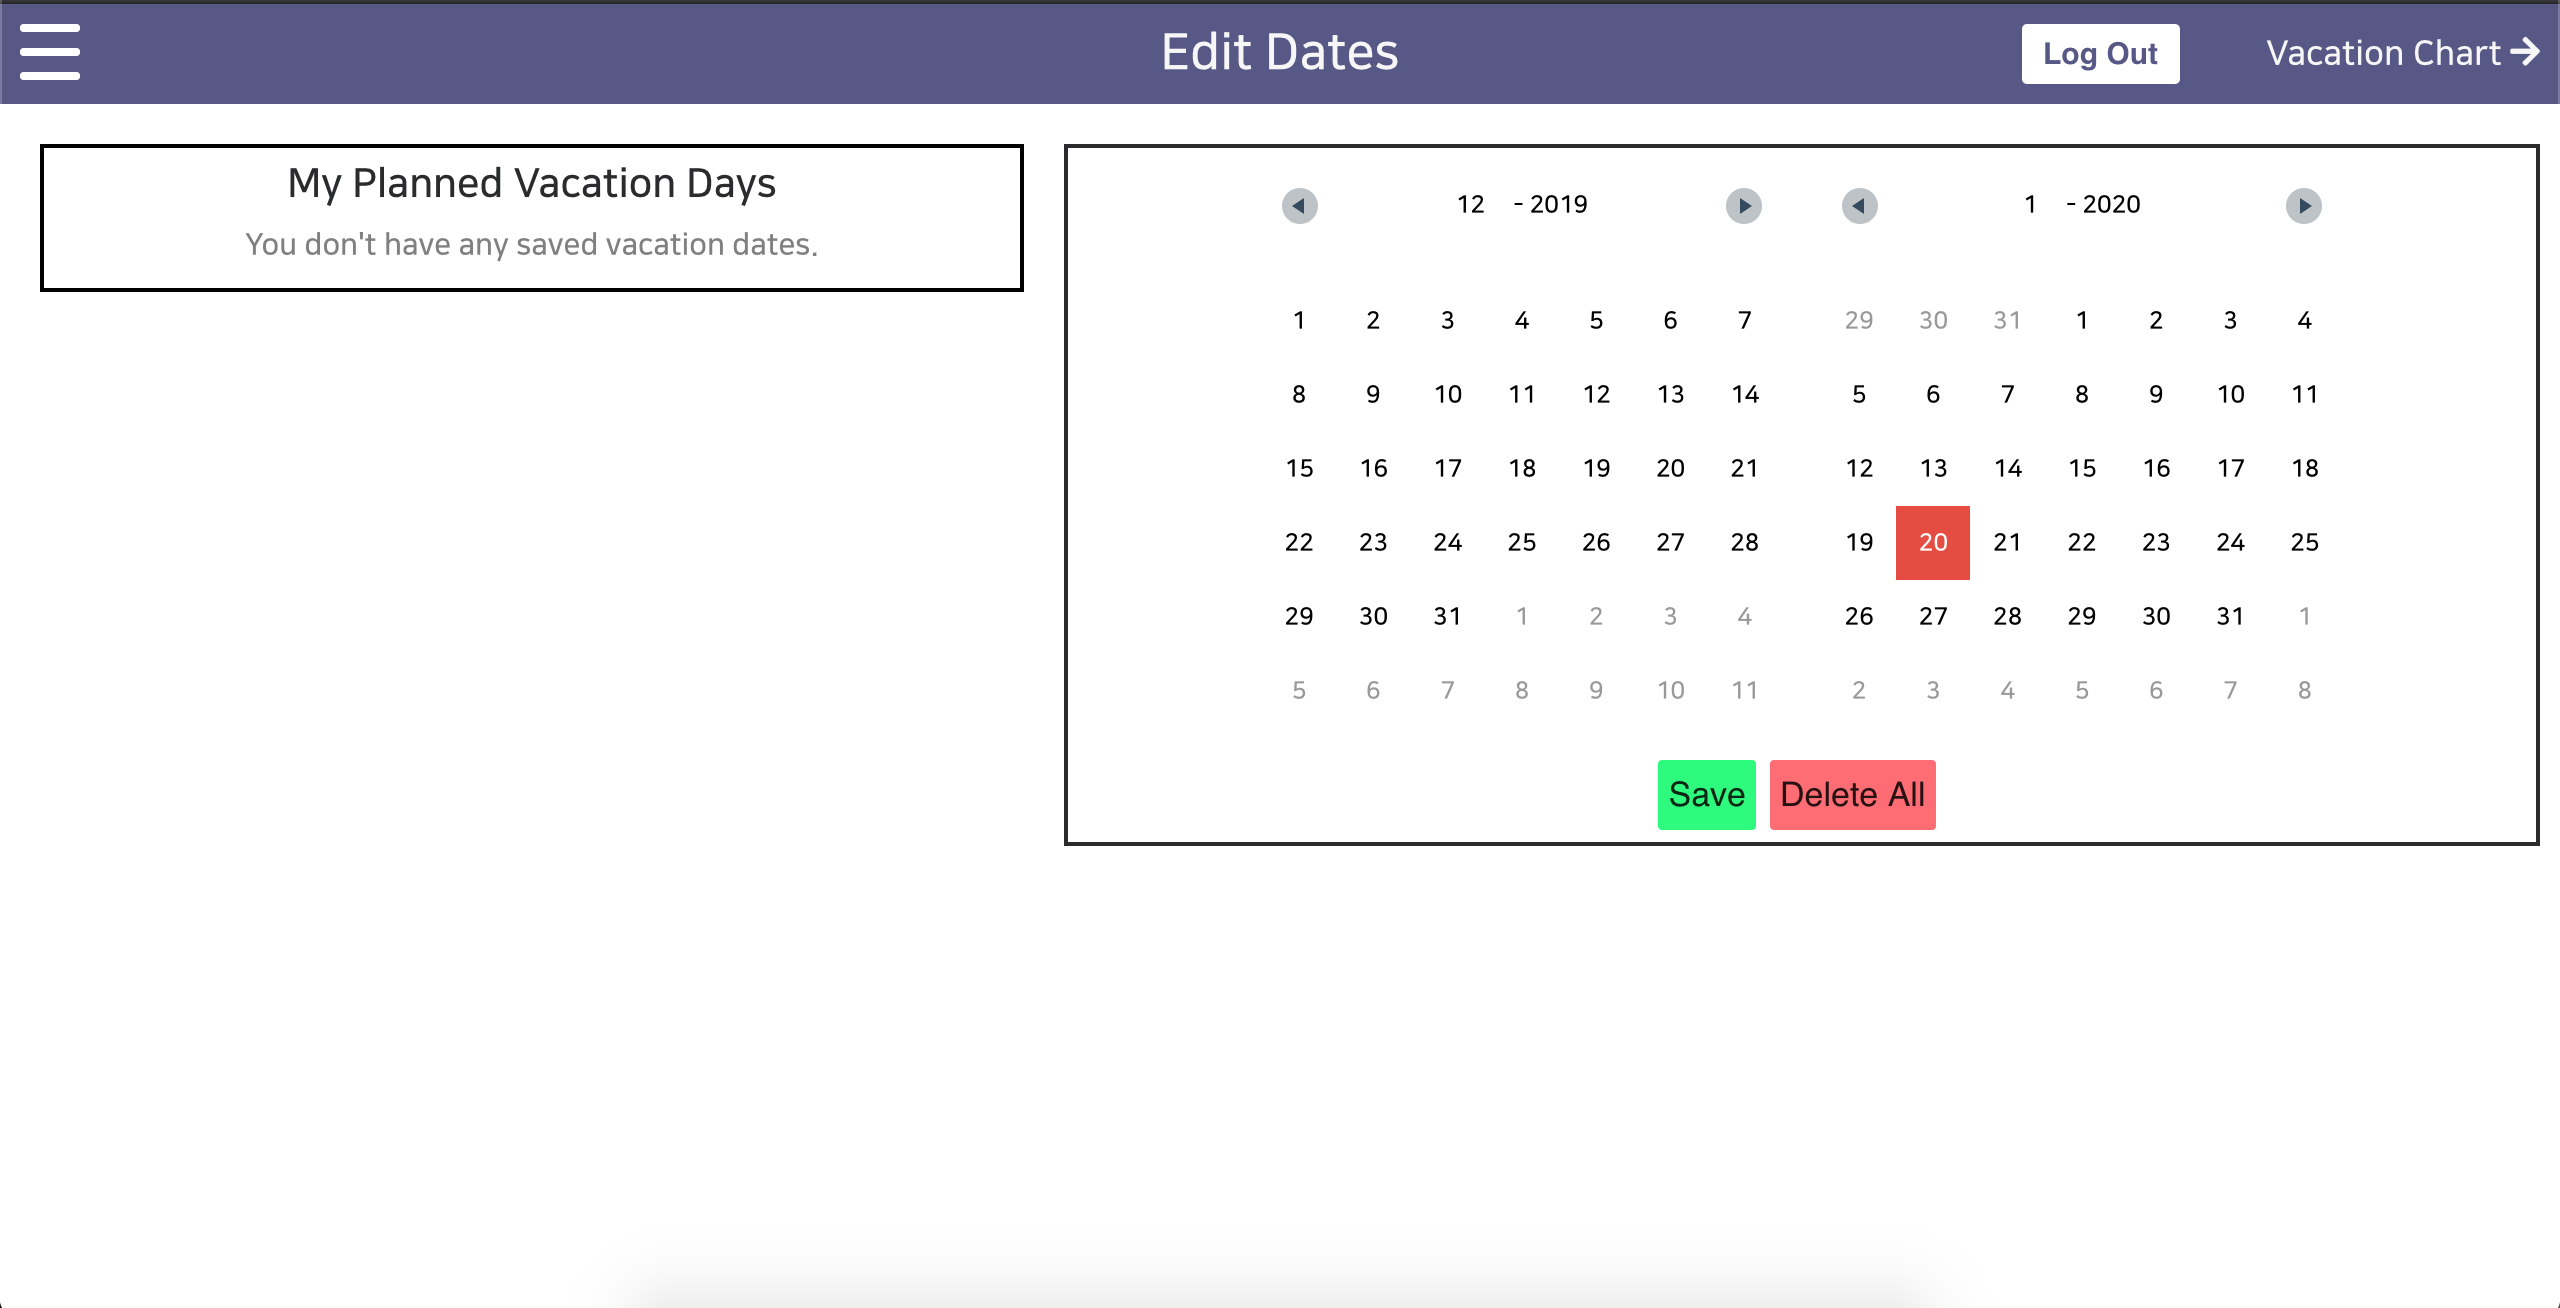 Edit Dates
Log Out
Vacation Chart
My Planned Vacation Days
You don't have any saved vacation dates.
12 - 2019
1 2 3 4 5 6 7
8 9 10 11 12 13 14
15 16 17 18 19 20 21
22 23 24 25 26 27 28
29 30 31 1 2 3 4
5 6 7 8 9 10 11
1 - 2020
29 30 31 1 2 3 4
5 6 7 8 9 10 11
12 13 14 15 16 17 18
19 20 21 22 23 24 25
26 27 28 29 30 31 1
2 3 4 5 6 7 8
Save
Delete All